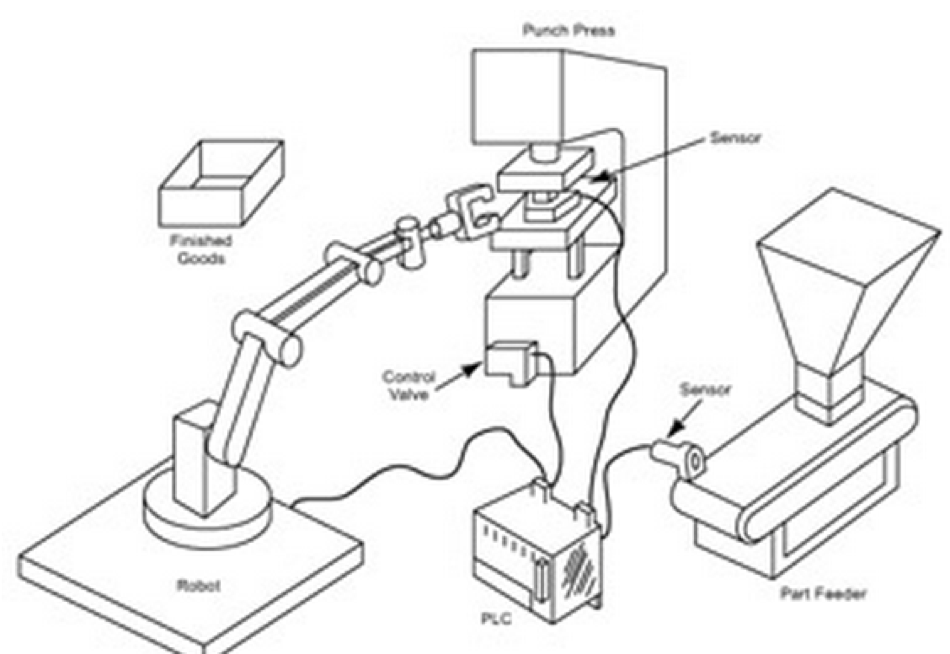 Punch Press
Sensor
Finished
Goods
Control
Valve
Sensor
Robot
PLC
Part Feeder